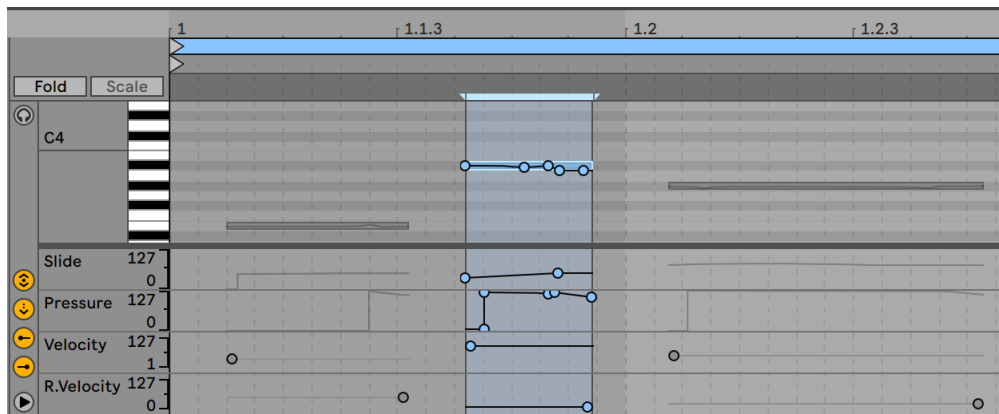 1 1.1.3 1.2 1.2.3
Fold Scale
C4
Slide 127
0
Pressure 127
0
Velocity 127
1
R.Velocity 127
0